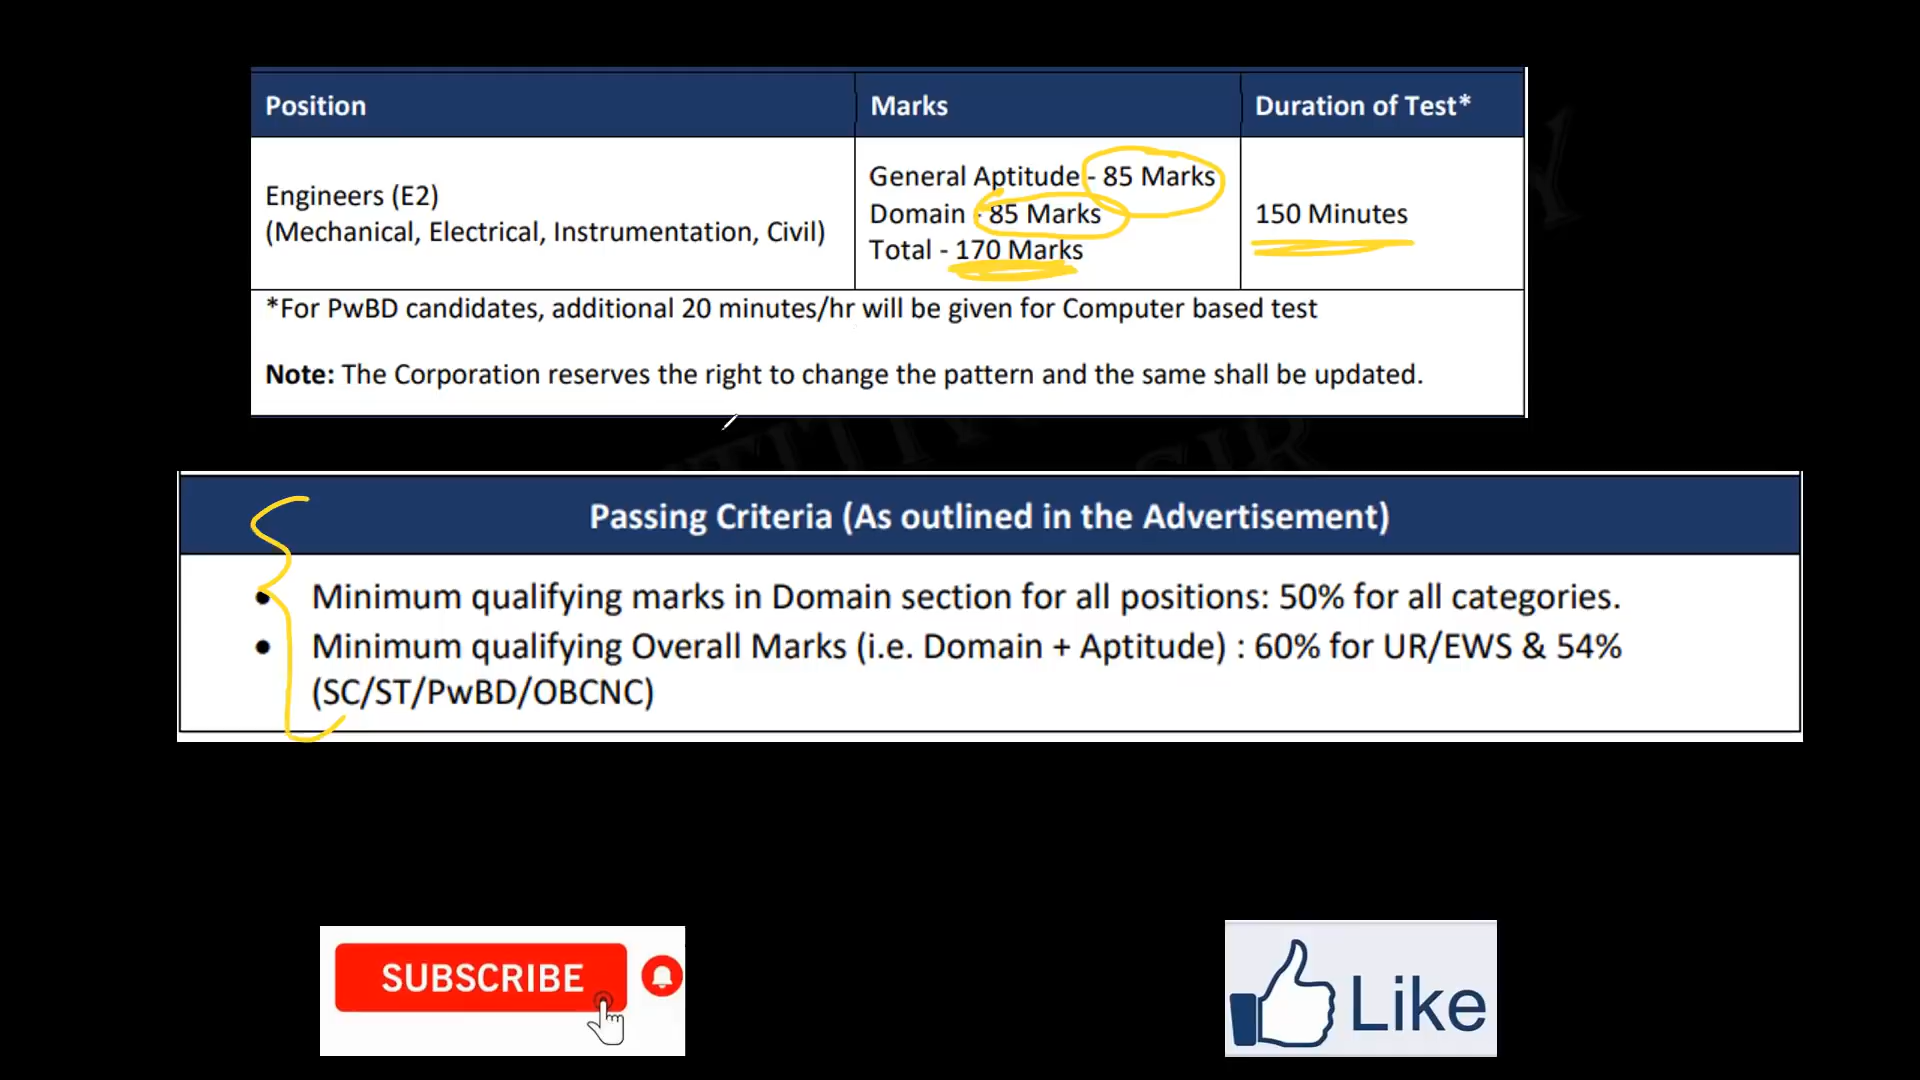 Position Marks Duration of Test*
Engineers (E2)
(Mechanical, Electrical, Instrumentation, Civil)
General Aptitude - 85 Marks
Domain - 85 Marks
Total - 170 Marks
150 Minutes
*For PwBD candidates, additional 20 minutes/hr will be given for Computer based test
Note: The Corporation reserves the right to change the pattern and the same shall be updated.
SIR
Passing Criteria (As outlined in the Advertisement)
• Minimum qualifying marks in Domain section for all positions: 50% for all categories.
• Minimum qualifying Overall Marks (i.e. Domain + Aptitude) : 60% for UR/EWS & 54%
(SC/ST/PwBD/OBCNC)
SUBSCRIBE
Like